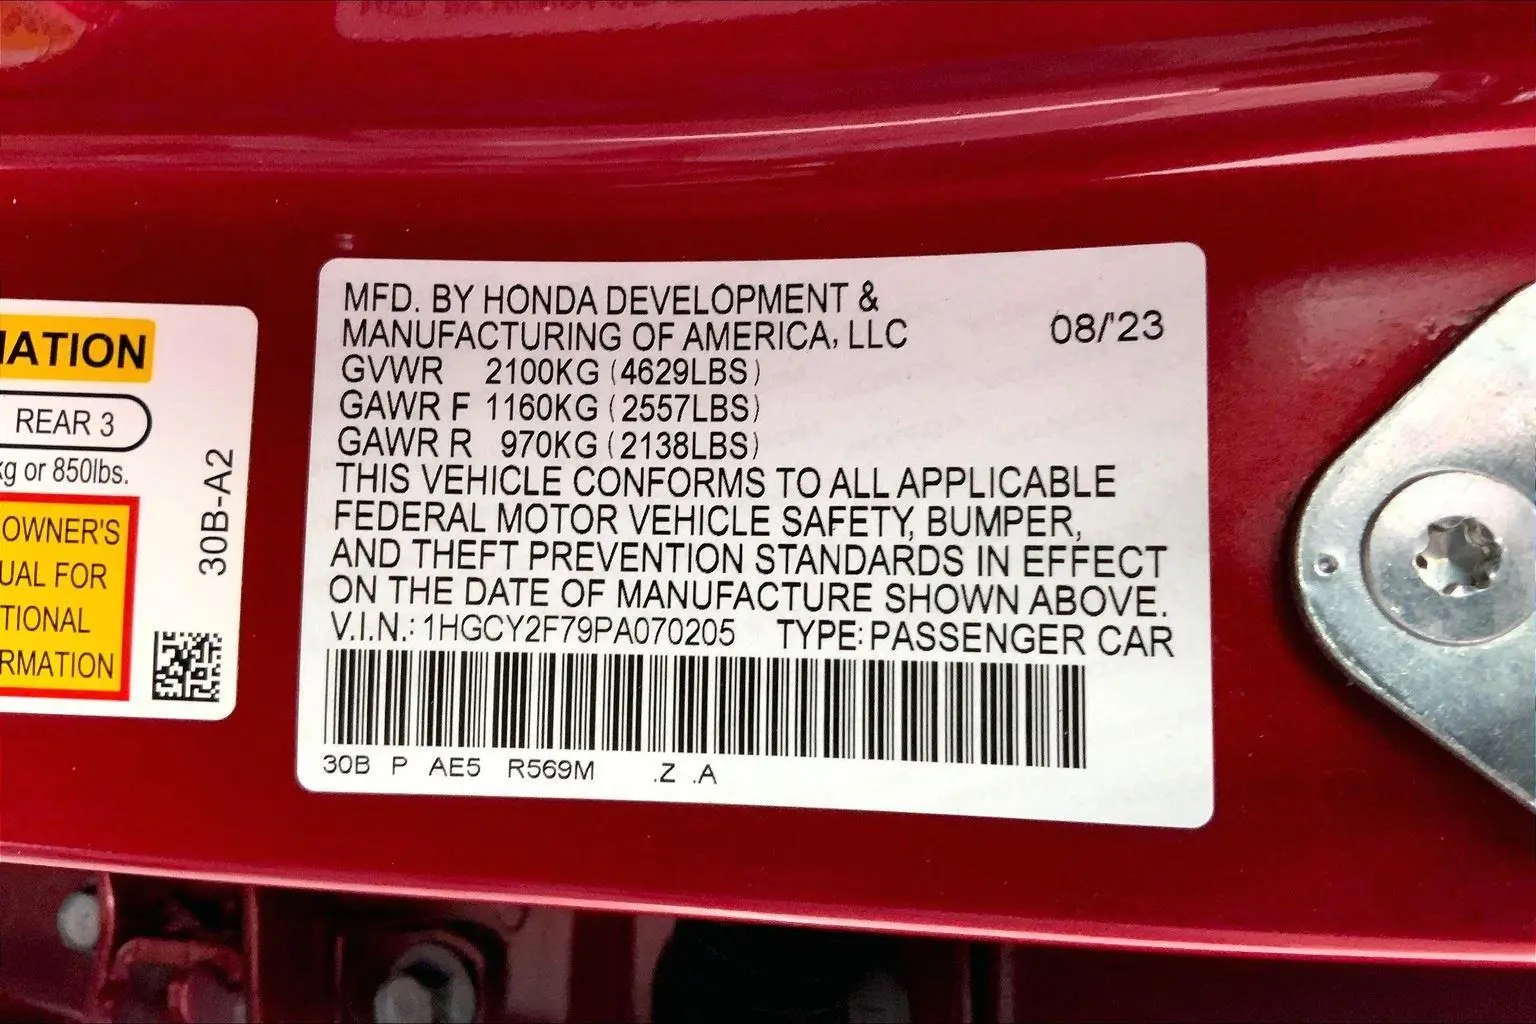 IATION
REAR 3
kg or 850lbs.
OWNER'S
UAL FOR
TIONAL
RMATION
30B-A2
MFD. BY HONDA DEVELOPMENT &
MANUFACTURING OF AMERICA, LLC
08/'23
GVWR 2100KG (4629LBS)
GAWR F 1160KG (2557LBS)
GAWR R 970KG (2138LBS)
THIS VEHICLE CONFORMS TO ALL APPLICABLE
FEDERAL MOTOR VEHICLE SAFETY, BUMPER,
AND THEFT PREVENTION STANDARDS IN EFFECT
ON THE DATE OF MANUFACTURE SHOWN ABOVE.
V.I.N.: 1HGCY2F79PA070205 TYPE: PASSENGER CAR
30B P AE5 R569M .Z .A